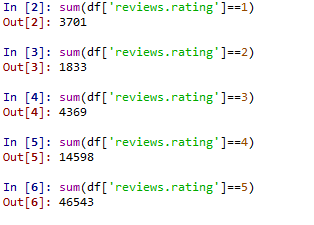 In [2]: sum(df['reviews.rating']==1)
Out[2]: 3701
In [3]: sum(df['reviews.rating']==2)
Out[3]: 1833
In [4]: sum(df['reviews.rating']==3)
Out[4]: 4369
In [5]: sum(df['reviews.rating']==4)
Out[5]: 14598
In [6]: sum(df['reviews.rating']==5)
Out[6]: 46543